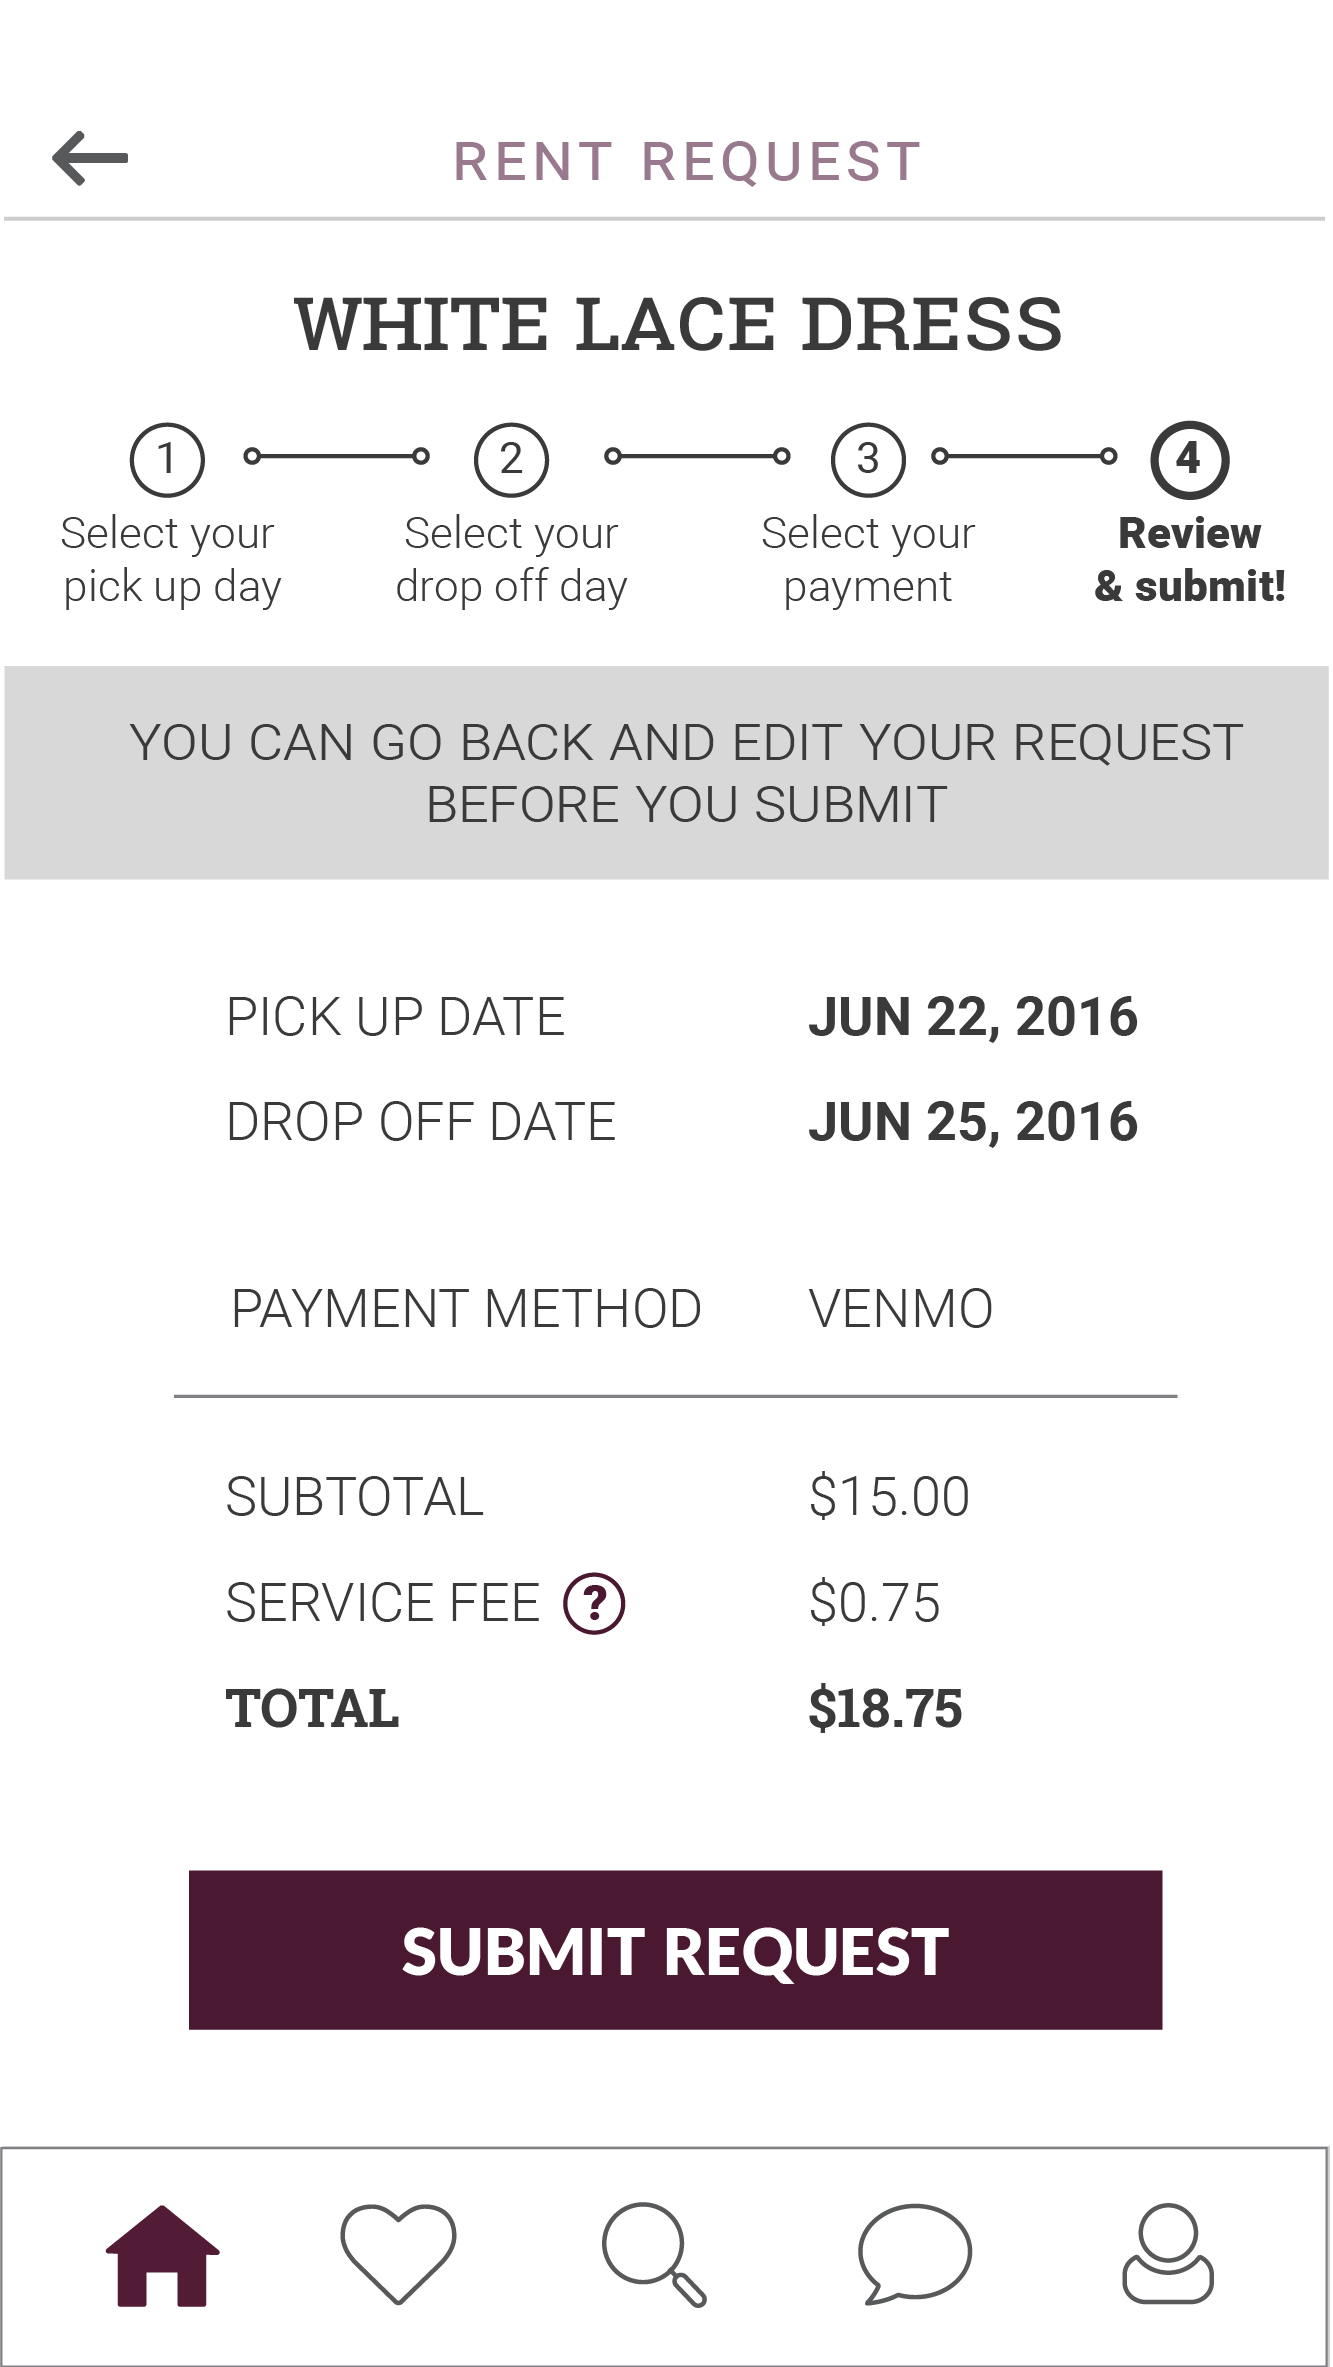 RENT REQUEST
WHITE LACE DRESS
1 2 3 4
Select your Select your Select your Review
pick up day drop off day payment & submit!
YOU CAN GO BACK AND EDIT YOUR REQUEST
BEFORE YOU SUBMIT
PICK UP DATE JUN 22, 2016
DROP OFF DATE JUN 25, 2016
PAYMENT METHOD VENMO
SUBTOTAL $15.00
SERVICE FEE ? $0.75
TOTAL $18.75
SUBMIT REQUEST